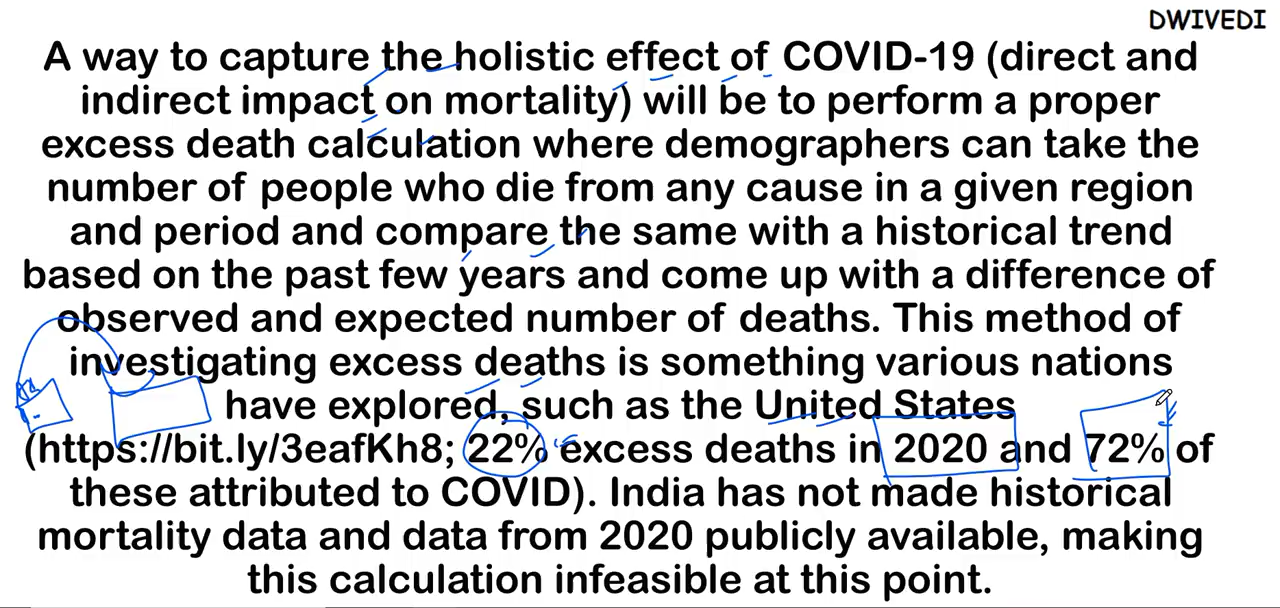 DWIVEDI
A way to capture the holistic effect of COVID-19 (direct and
indirect impact on mortality) will be to perform a proper
excess death calculation where demographers can take the
number of people who die from any cause in a given region
and period and compare the same with a historical trend
based on the past few years and come up with a difference of
observed and expected number of deaths. This method of
investigating excess deaths is something various nations
have explored, such as the United States
(https://bit.ly/3eafKh8; 22% excess deaths in 2020 and 72% of
these attributed to COVID). India has not made historical
mortality data and data from 2020 publicly available, making
this calculation infeasible at this point.